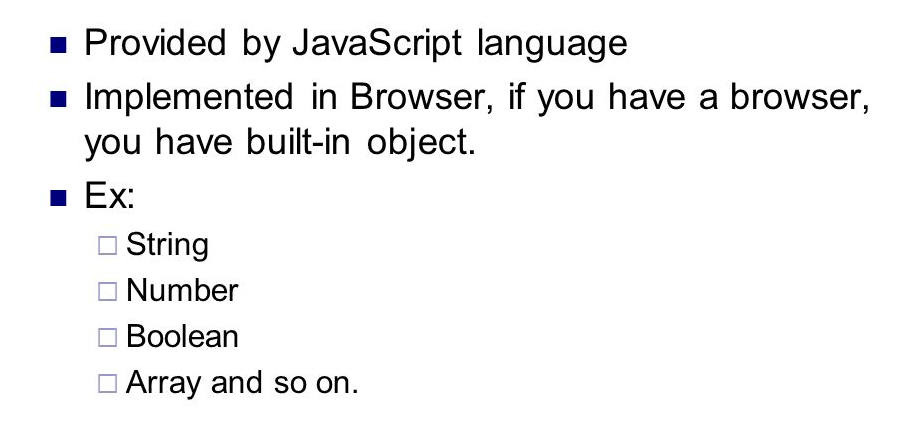 Provided by JavaScript language
Implemented in Browser, if you have a browser,
you have built-in object.
Ex:
String
Number
Boolean
Array and so on.